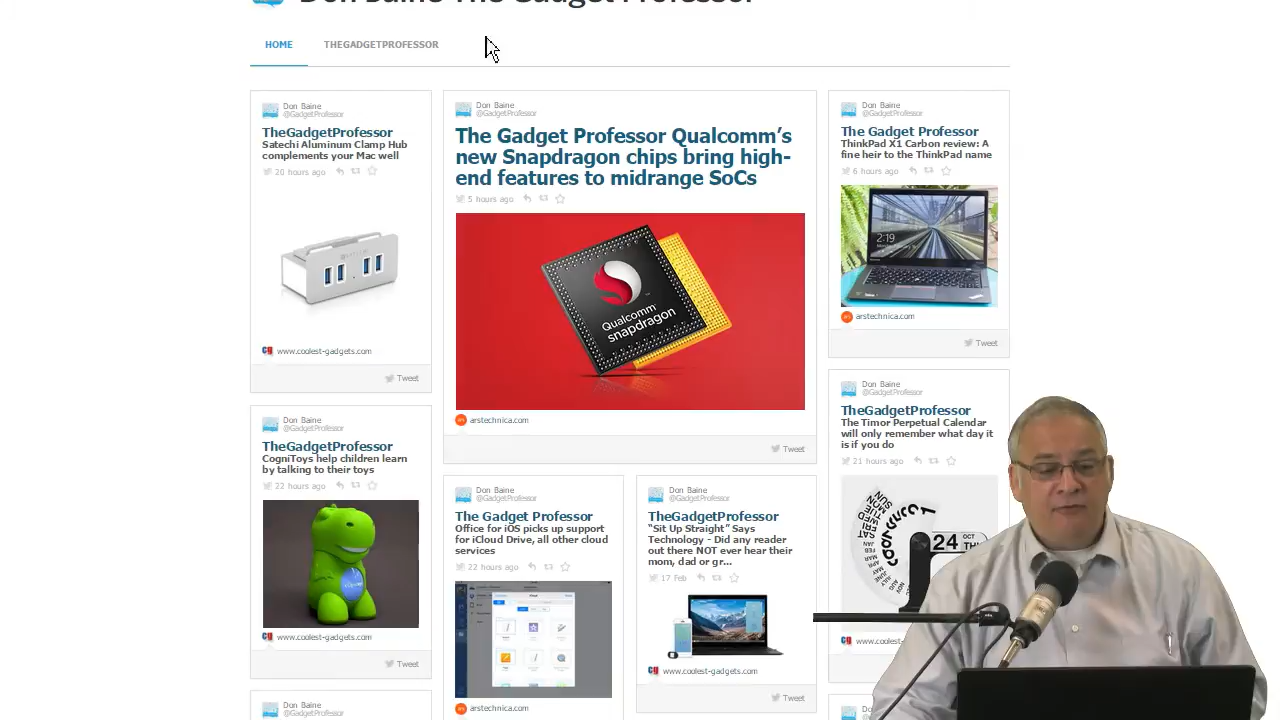 Don Baine The Gadget Professor
HOME
THEGADGETPROFESSOR
Don Baine
@GadgetProfessor
TheGadgetProfessor
Satechi Aluminum Clamp Hub
complements your Mac well
20 hours ago
www.coolest-gadgets.com
Tweet
Don Baine
@GadgetProfessor
TheGadgetProfessor
CogniToys help children learn
by talking to their toys
22 hours ago
www.coolest-gadgets.com
Tweet
Don Baine
Don Baine
@GadgetProfessor
The Gadget Professor Qualcomm’s
new Snapdragon chips bring high-
end features to midrange SoCs
5 hours ago
Qualcomm
snapdragon
arstechnica.com
Tweet
Don Baine
@GadgetProfessor
The Gadget Professor
Office for iOS picks up support
for iCloud Drive, all other cloud
services
22 hours ago
arstechnica.com
Don Baine
@GadgetProfessor
TheGadgetProfessor
“Sit Up Straight” Says
Technology - Did any reader
out there NOT ever hear their
mom, dad or gr...
17 Feb
www.coolest-gadgets.com
Tweet
Don Baine
@GadgetProfessor
The Gadget Professor
ThinkPad X1 Carbon review: A
fine heir to the ThinkPad name
6 hours ago
2:19
arstechnica.com
Tweet
Don Baine
@GadgetProfessor
TheGadgetProfessor
The Timor Perpetual Calendar
will only remember what day it
is if you do
21 hours ago
24
OCT